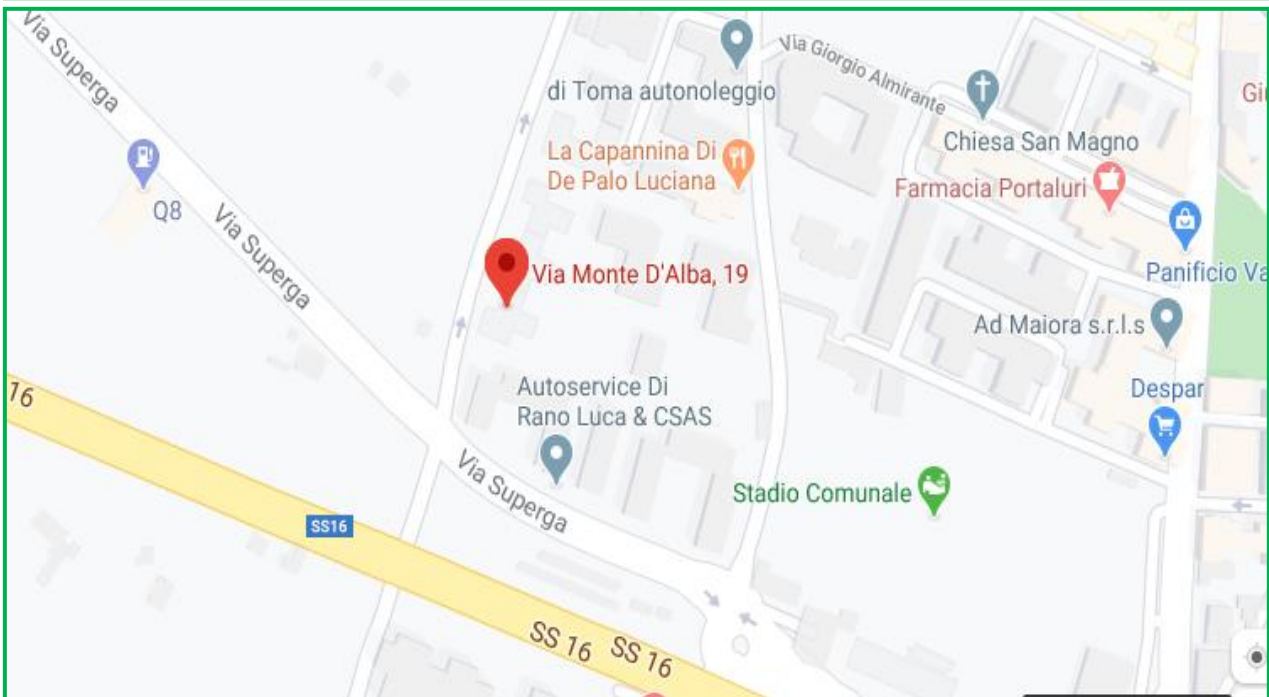 Via Superga
di Toma autonoleggio
Via Giorgio Almirante
Chiesa San Magno
La Capannina Di
De Palo Luciana
Farmacia Portaluri
Q8
Via Superga
Via Monte D'Alba, 19
Panificio
Ad Maiora s.r.l.s
16
Autoservice Di
Rano Luca & CSAS
Despar
Via Superga
Stadio Comunale
SS16
SS 16
SS 16